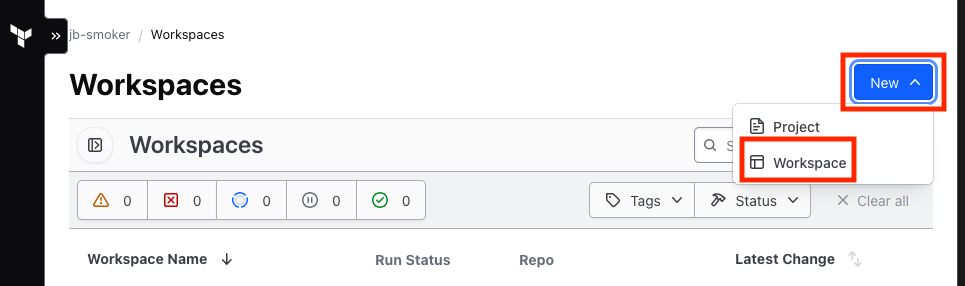 jb-smoker / Workspaces
Workspaces
New
Project
Workspaces
Workspace
0 0 0 0 0
Tags Status Clear all
Workspace Name Run Status Repo Latest Change